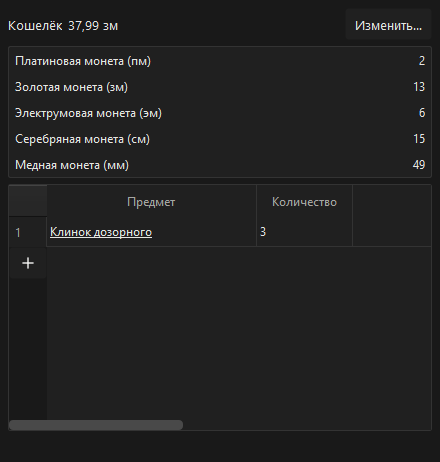 Кошелёк 37,99 зм Изменить...
Платиновая монета (пм) 2
Золотая монета (зм) 13
Электрумовая монета (эм) 6
Серебряная монета (см) 15
Медная монета (мм) 49
Предмет Количество
1 Клинок дозорного 3
+